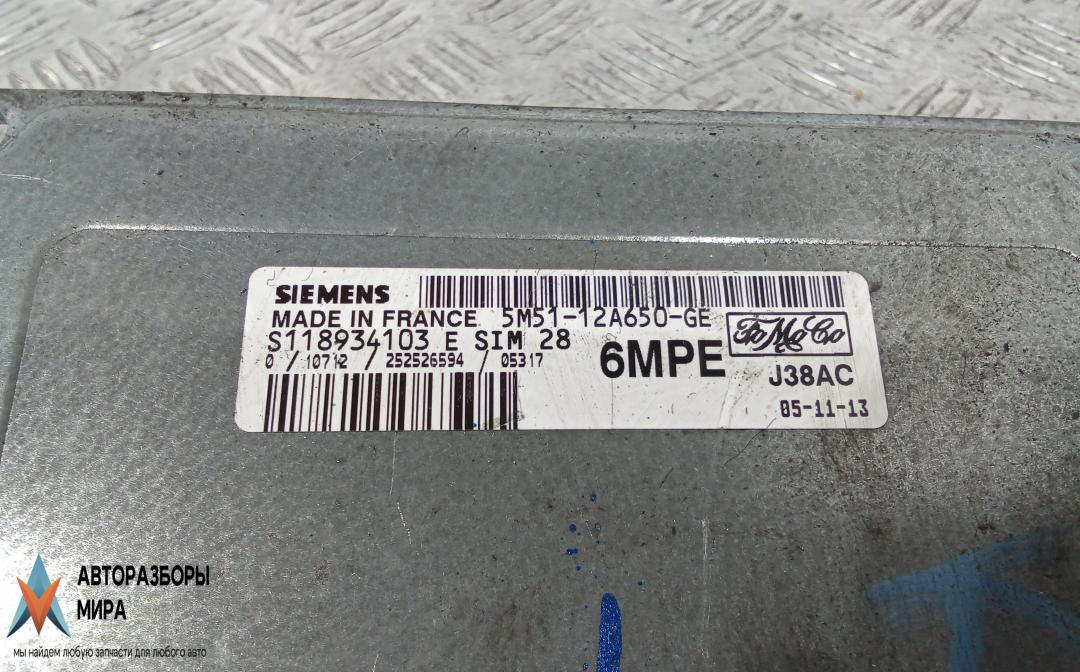 SIEMENS
MADE IN FRANCE 5M51-12A650-GE
S118934103 E SIM 28
0 / 10712 / 252526594 / 05317
6MPE
FoMoCo
J38AC
05-11-13
АВТОРАЗБОРЫ
МИРА
мы найдем любую запчасти для любого авто